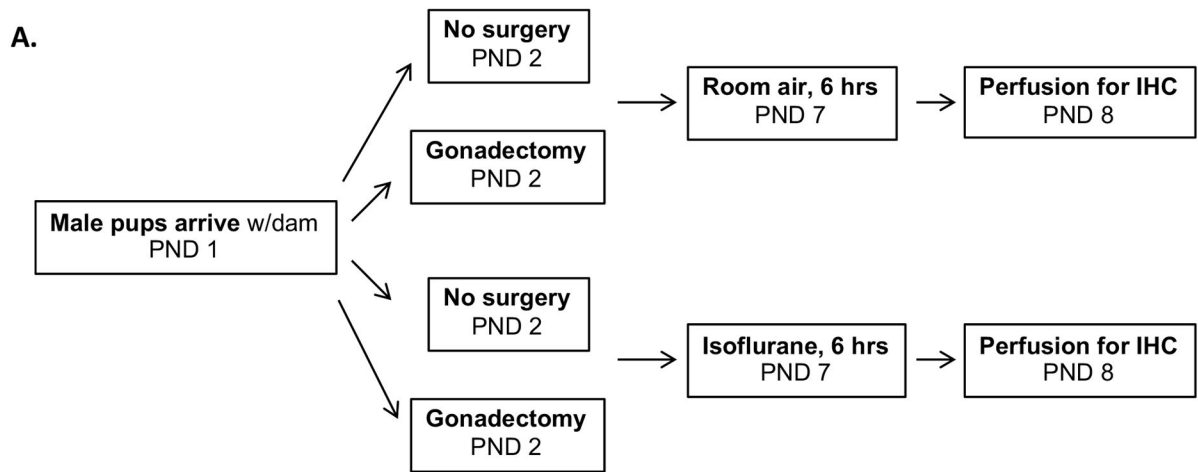 A.
No surgery
PND 2
Gonadectomy
PND 2
Male pups arrive w/dam
PND 1
No surgery
PND 2
Gonadectomy
PND 2
Room air, 6 hrs
PND 7
Perfusion for IHC
PND 8
Isoflurane, 6 hrs
PND 7
Perfusion for IHC
PND 8